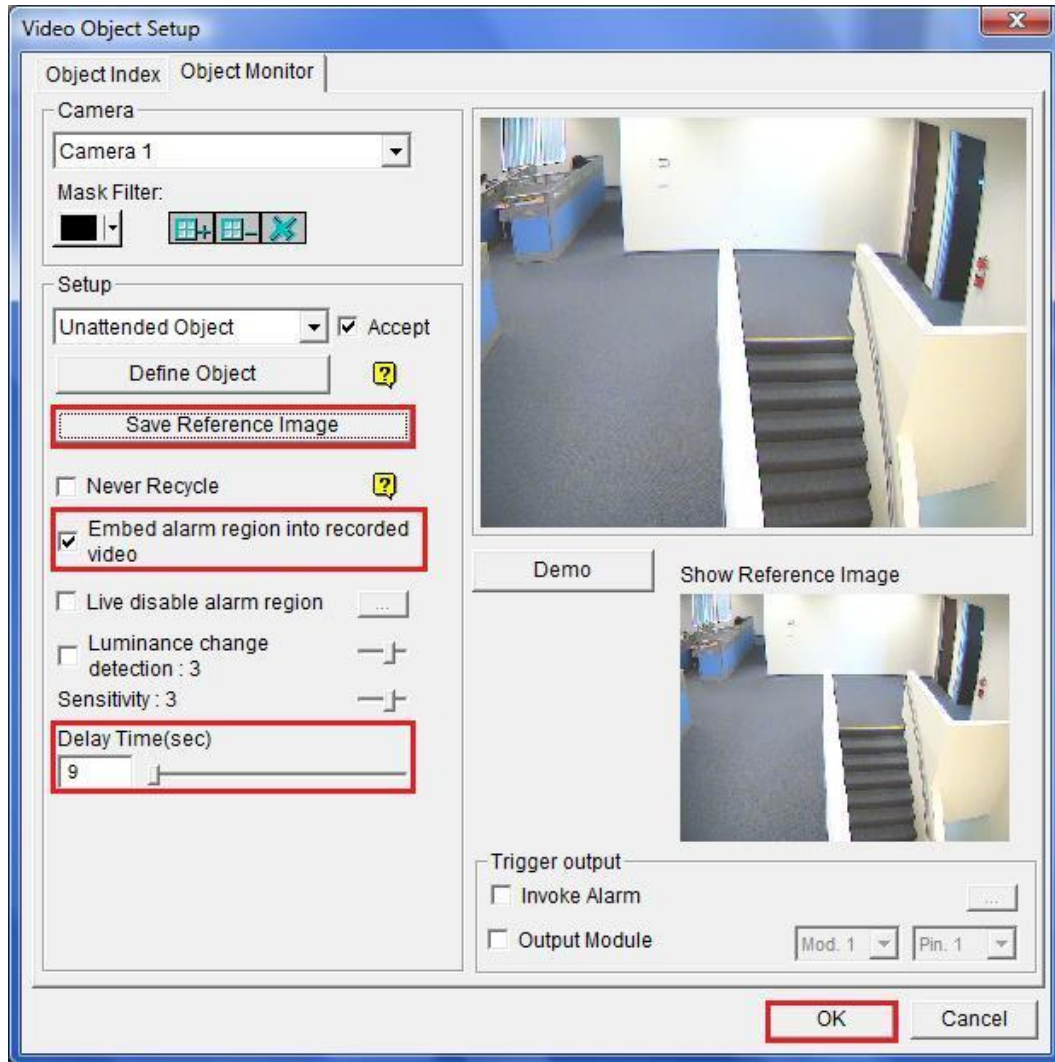 Video Object Setup
Object Index
Object Monitor
Camera
Camera 1
Mask Filter:
Setup
Unattended Object
Accept
Define Object
?
Save Reference Image
Never Recycle
?
Embed alarm region into recorded
video
Live disable alarm region
...
Luminance change
detection : 3
Sensitivity : 3
Delay Time(sec)
9
Demo
Show Reference Image
Trigger output
Invoke Alarm
...
Output Module
Mod. 1
Pin. 1
OK
Cancel